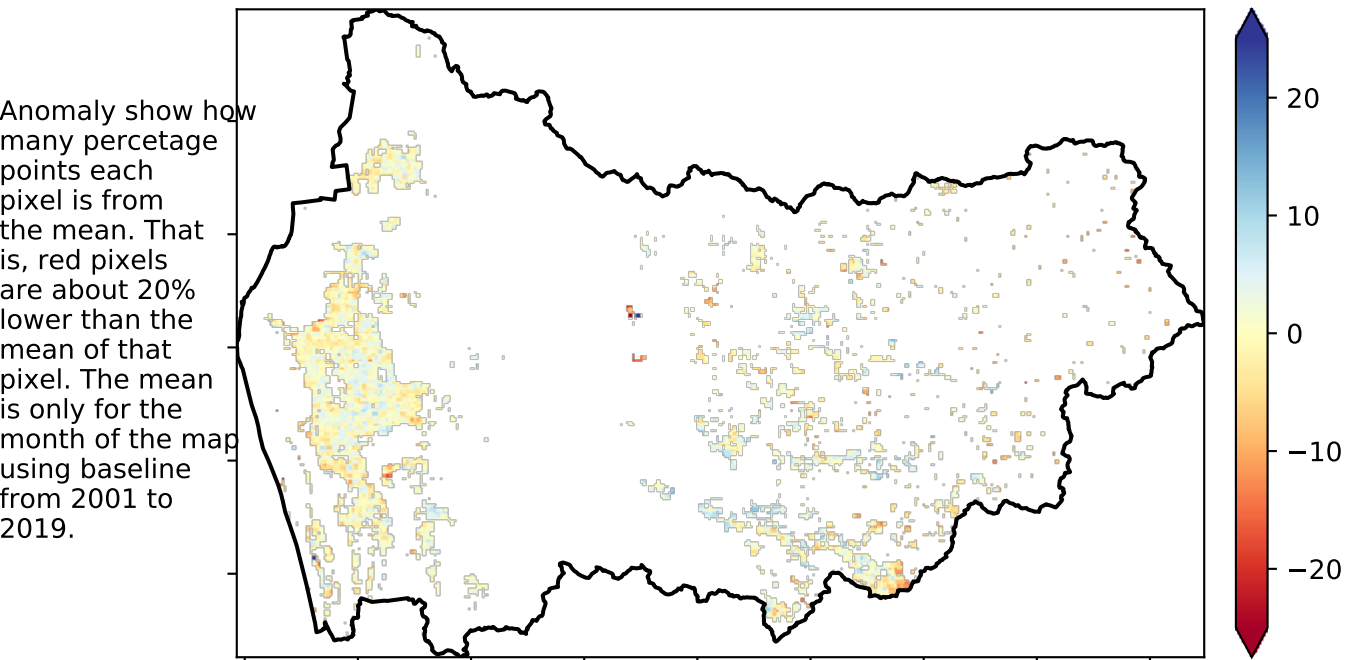 Anomaly show how
many percetage
points each
pixel is from
the mean. That
is, red pixels
are about 20%
lower than the
mean of that
pixel. The mean
is only for the
month of the map
using baseline
from 2001 to
2019.
20
10
0
−10
−20